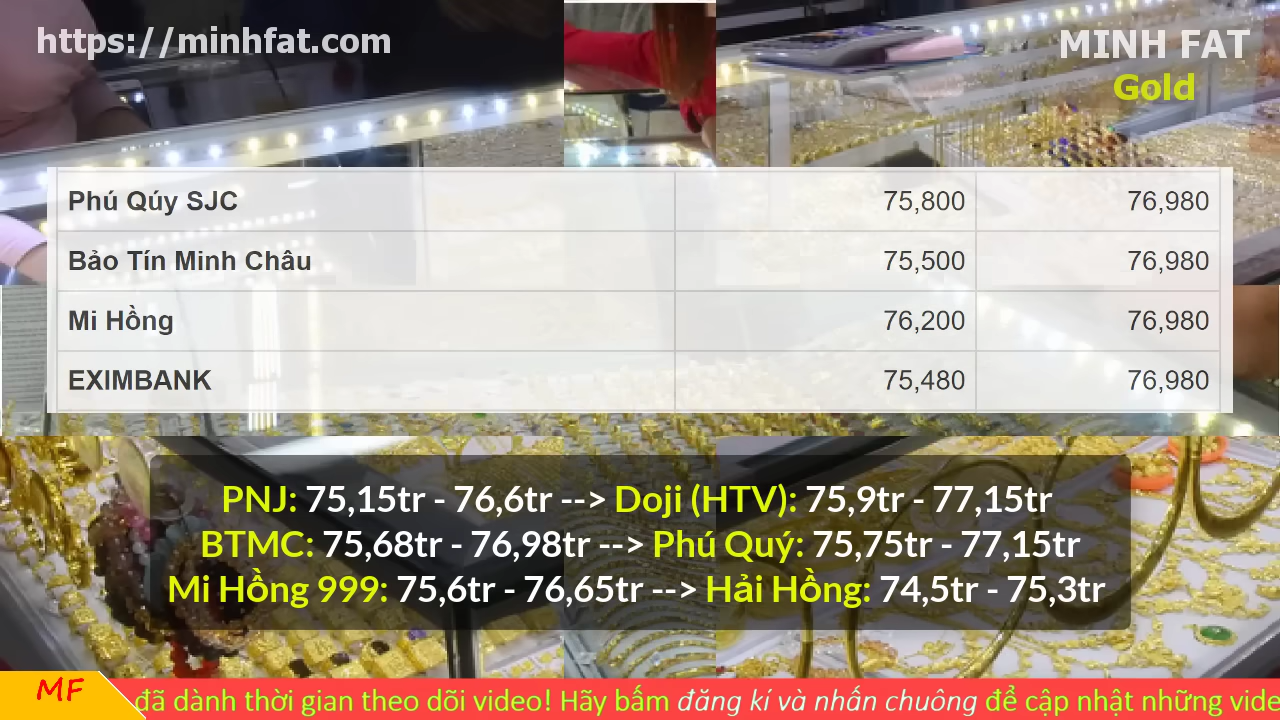 https://minhfat.com
MINH FAT
Gold
Phú Qúy SJC 75,800 76,980
Bảo Tín Minh Châu 75,500 76,980
Mi Hồng 76,200 76,980
EXIMBANK 75,480 76,980
PNJ: 75,15tr - 76,6tr --> Doji (HTV): 75,9tr - 77,15tr
BTMC: 75,68tr - 76,98tr --> Phú Quý: 75,75tr - 77,15tr
Mi Hồng 999: 75,6tr - 76,65tr --> Hải Hồng: 74,5tr - 75,3tr
MF
đã dành thời gian theo dõi video! Hãy bấm đăng kí và nhấn chuông để cập nhật những vide